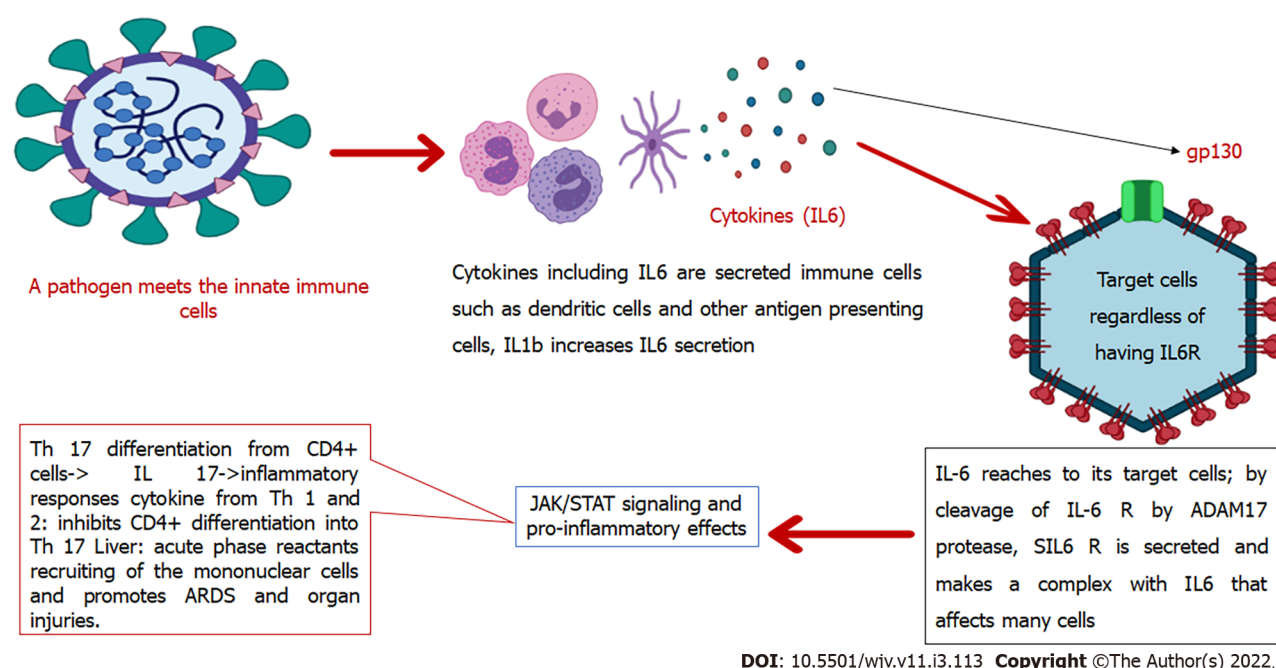 gp130
Cytokines (IL6)
A pathogen meets the innate immune
cells
Cytokines including IL6 are secreted immune cells
such as dendritic cells and other antigen presenting
cells, IL1b increases IL6 secretion
Target cells
regardless of
having IL6R
IL-6 reaches to its target cells; by
cleavage of IL-6 R by ADAM17
protease, SIL6 R is secreted and
makes a complex with IL6 that
affects many cells
JAK/STAT signaling and
pro-inflammatory effects
Th 17 differentiation from CD4+
cells-> IL 17->inflammatory
responses cytokine from Th 1 and
2: inhibits CD4+ differentiation into
Th 17 Liver: acute phase reactants
recruiting of the mononuclear cells
and promotes ARDS and organ
injuries.
DOI: 10.5501/wjv.v11.i3.113 Copyright ©The Author(s) 2022.